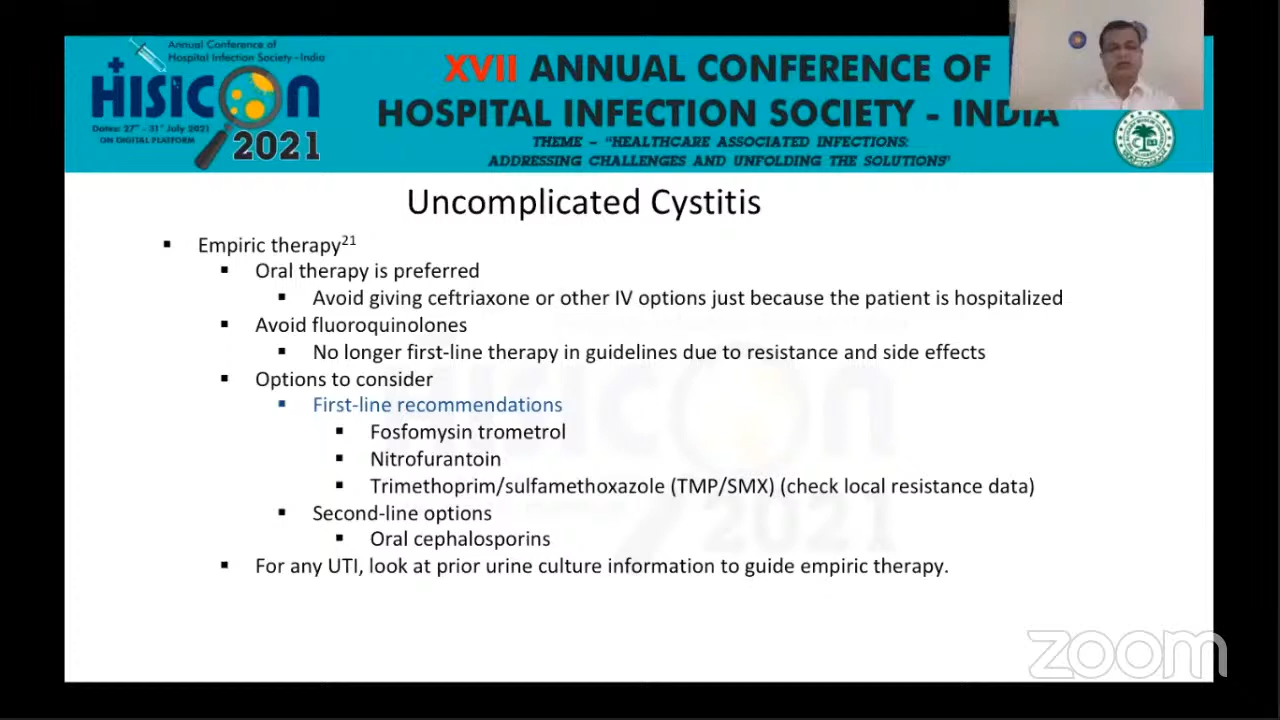 Annual Conference of
Hospital Infection Society-India
HISICON
Dates: 27th - 31st July 2021
ON DIGITAL PLATFORM
2021
XVII ANNUAL CONFERENCE OF
HOSPITAL INFECTION SOCIETY - INDIA
THEME - "HEALTHCARE ASSOCIATED INFECTIONS:
ADDRESSING CHALLENGES AND UNFOLDING THE SOLUTIONS"
Uncomplicated Cystitis
▪ Empiric therapy21
▪ Oral therapy is preferred
▪ Avoid giving ceftriaxone or other IV options just because the patient is hospitalized
▪ Avoid fluoroquinolones
▪ No longer first-line therapy in guidelines due to resistance and side effects
▪ Options to consider
▪ First-line recommendations
▪ Fosfomysin trometrol
▪ Nitrofurantoin
▪ Trimethoprim/sulfamethoxazole (TMP/SMX) (check local resistance data)
▪ Second-line options
▪ Oral cephalosporins
▪ For any UTI, look at prior urine culture information to guide empiric therapy.
HISICON
2021
zoom